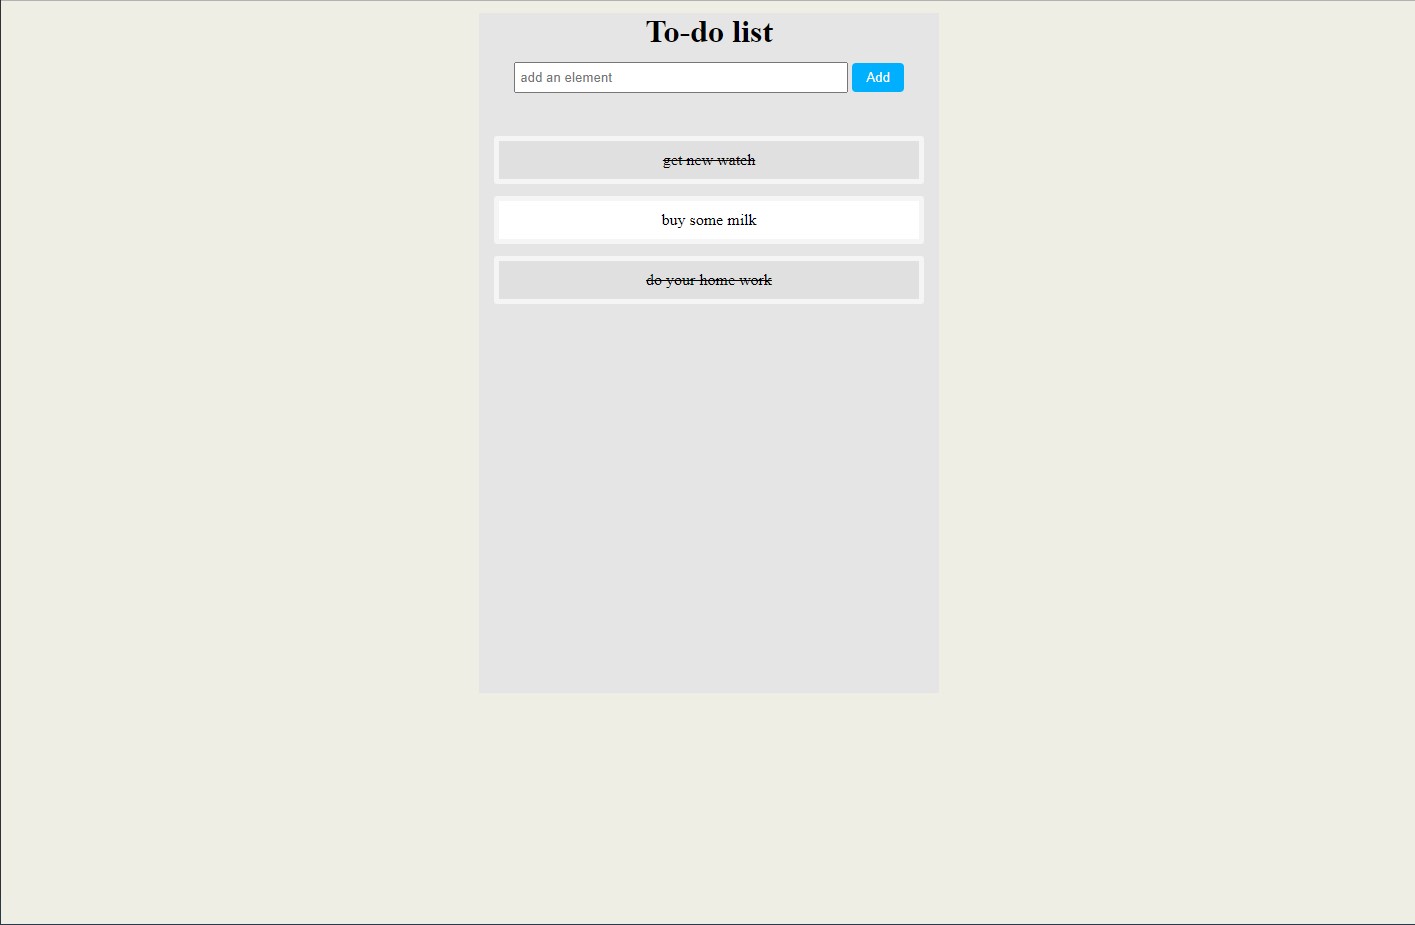 To-do list
add an element Add
get new watch
buy some milk
do your home work